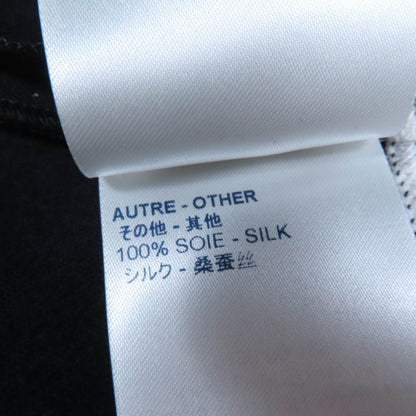 AUTRE - OTHER
その他 - 其他
100% SOIE - SILK
シルク - 桑蚕丝